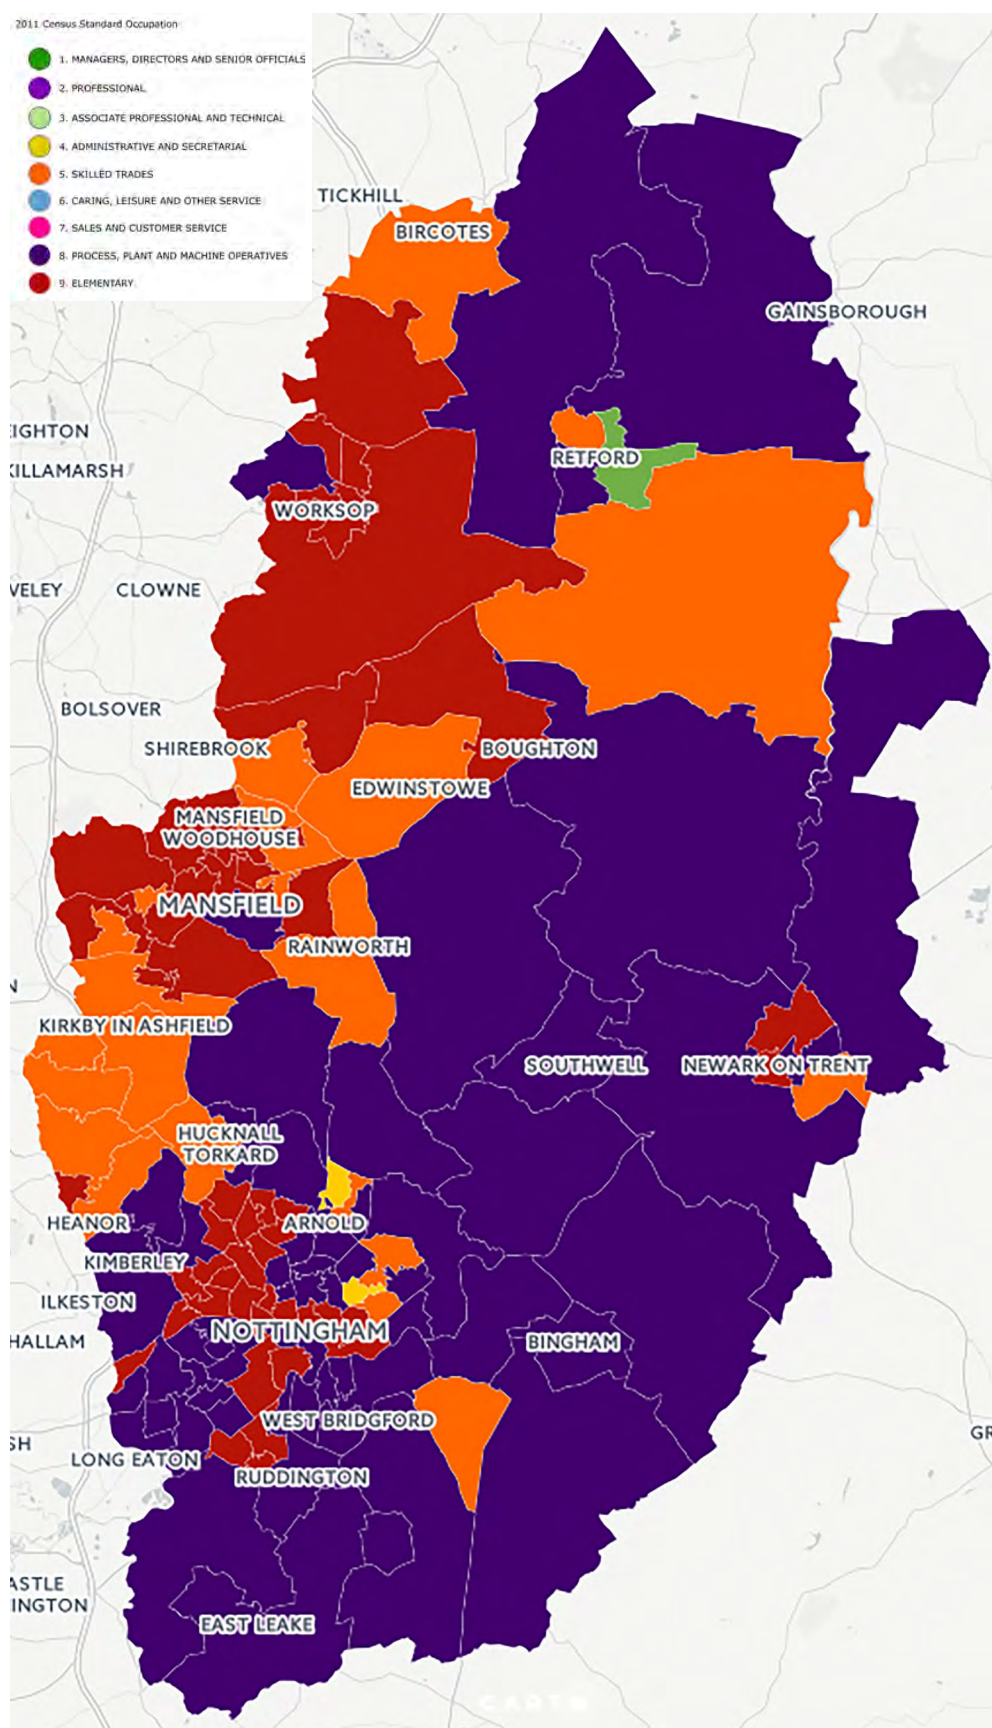 2011 Census Standard Occupation
1. MANAGERS, DIRECTORS AND SENIOR OFFICIALS
2. PROFESSIONAL
3. ASSOCIATE PROFESSIONAL AND TECHNICAL
4. ADMINISTRATIVE AND SECRETARIAL
5. SKILLED TRADES
6. CARING, LEISURE AND OTHER SERVICE
7. SALES AND CUSTOMER SERVICE
8. PROCESS, PLANT AND MACHINE OPERATIVES
9. ELEMENTARY
TICKHILL
BIRCOTES
GAINSBOROUGH
EIGHTON
KILLAMARSH
RETFORD
WORKSOP
VELEY
CLOWNE
BOLSOVER
SHIREBROOK
BOUGHTON
EDWINSTOWE
MANSFIELD
WOODHOUSE
MANSFIELD
RAINWORTH
N
KIRKBY IN ASHFIELD
SOUTHWELL
NEWARK ON TRENT
HUCKNALL
TORKARD
HEANOR
ARNOLD
KIMBERLEY
ILKESTON
NOTTINGHAM
HALLAM
BINGHAM
WEST BRIDGFORD
SH
GR
LONG EATON
RUDDINGTON
ASTLE
INGTON
EAST LEAKE